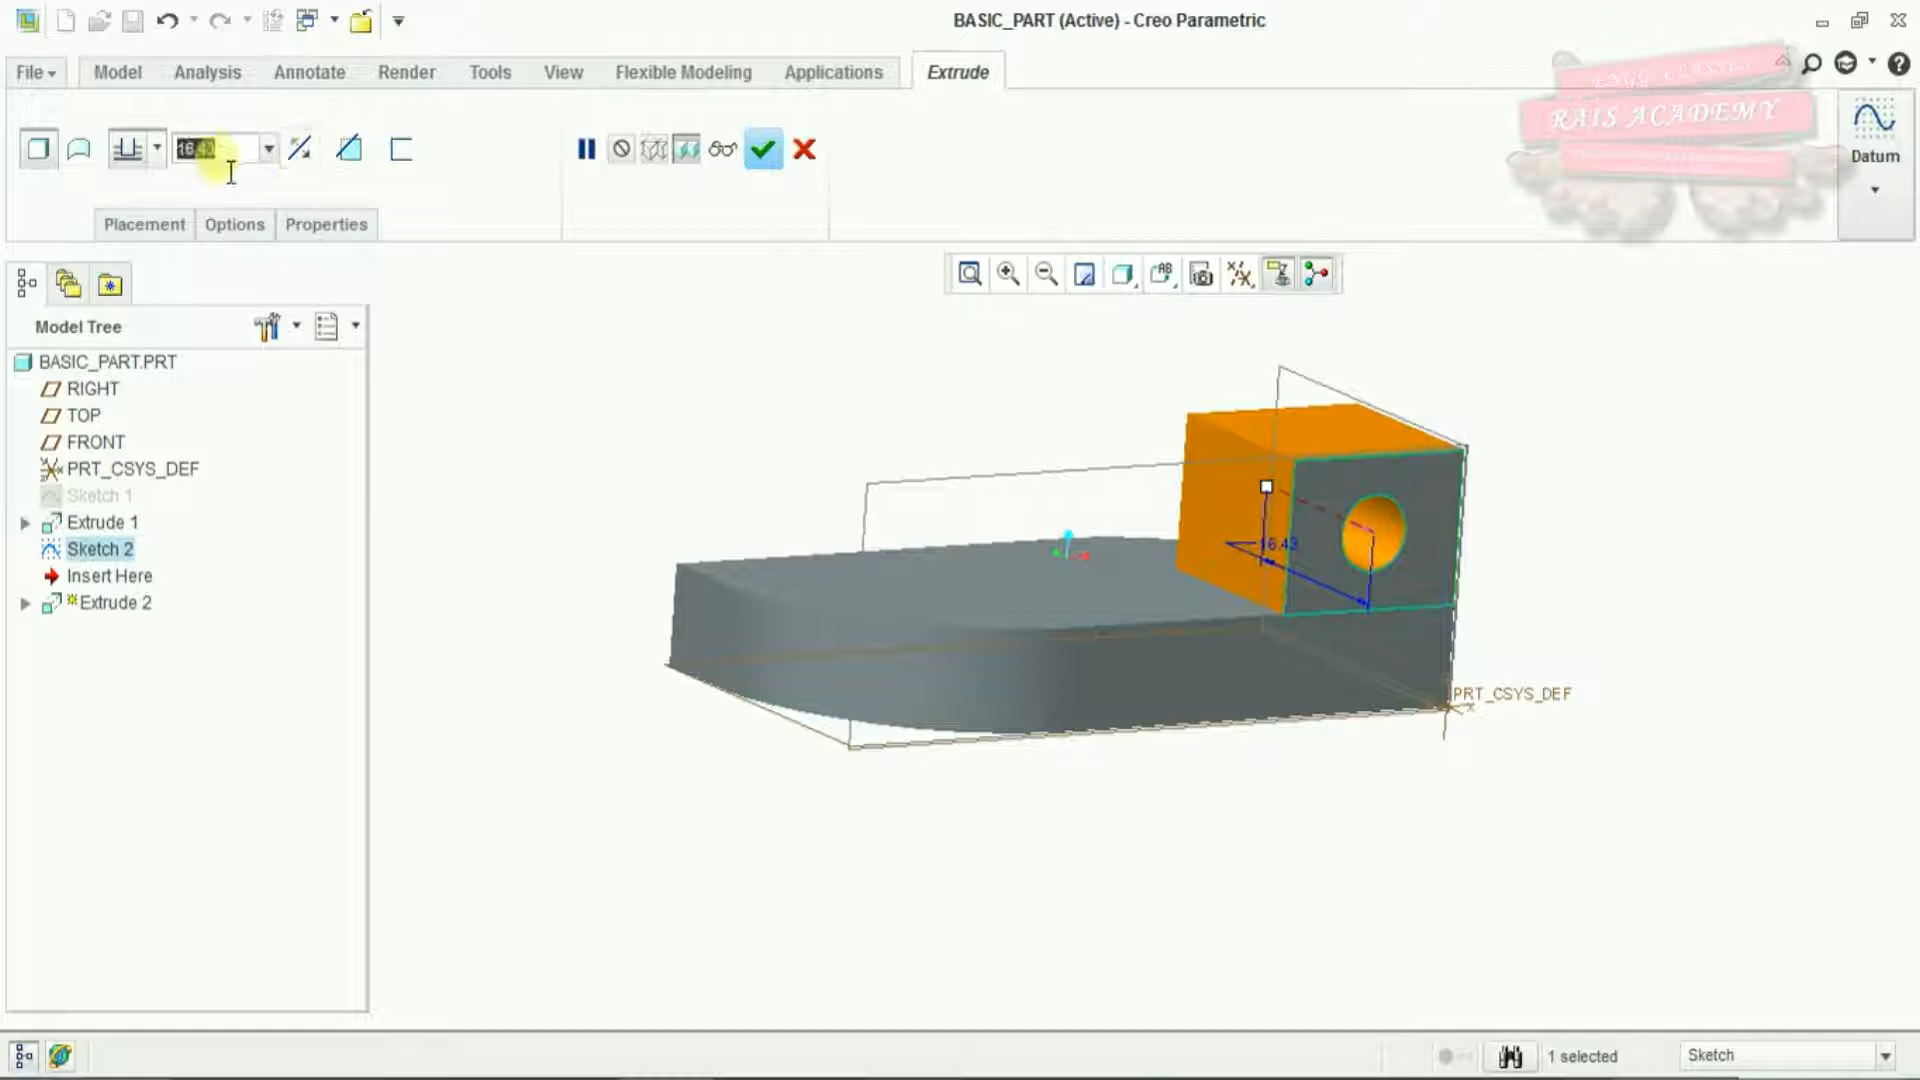 BASIC_PART (Active) - Creo Parametric
File
Model
Analysis
Annotate
Render
Tools
View
Flexible Modeling
Applications
Extrude
RAIS ACADEMY
Datum
Placement
Options
Properties
Model Tree
BASIC_PART.PRT
RIGHT
TOP
FRONT
PRT_CSYS_DEF
Sketch 1
Extrude 1
Sketch 2
Insert Here
Extrude 2
16.43
PRT_CSYS_DEF
x
1 selected
Sketch